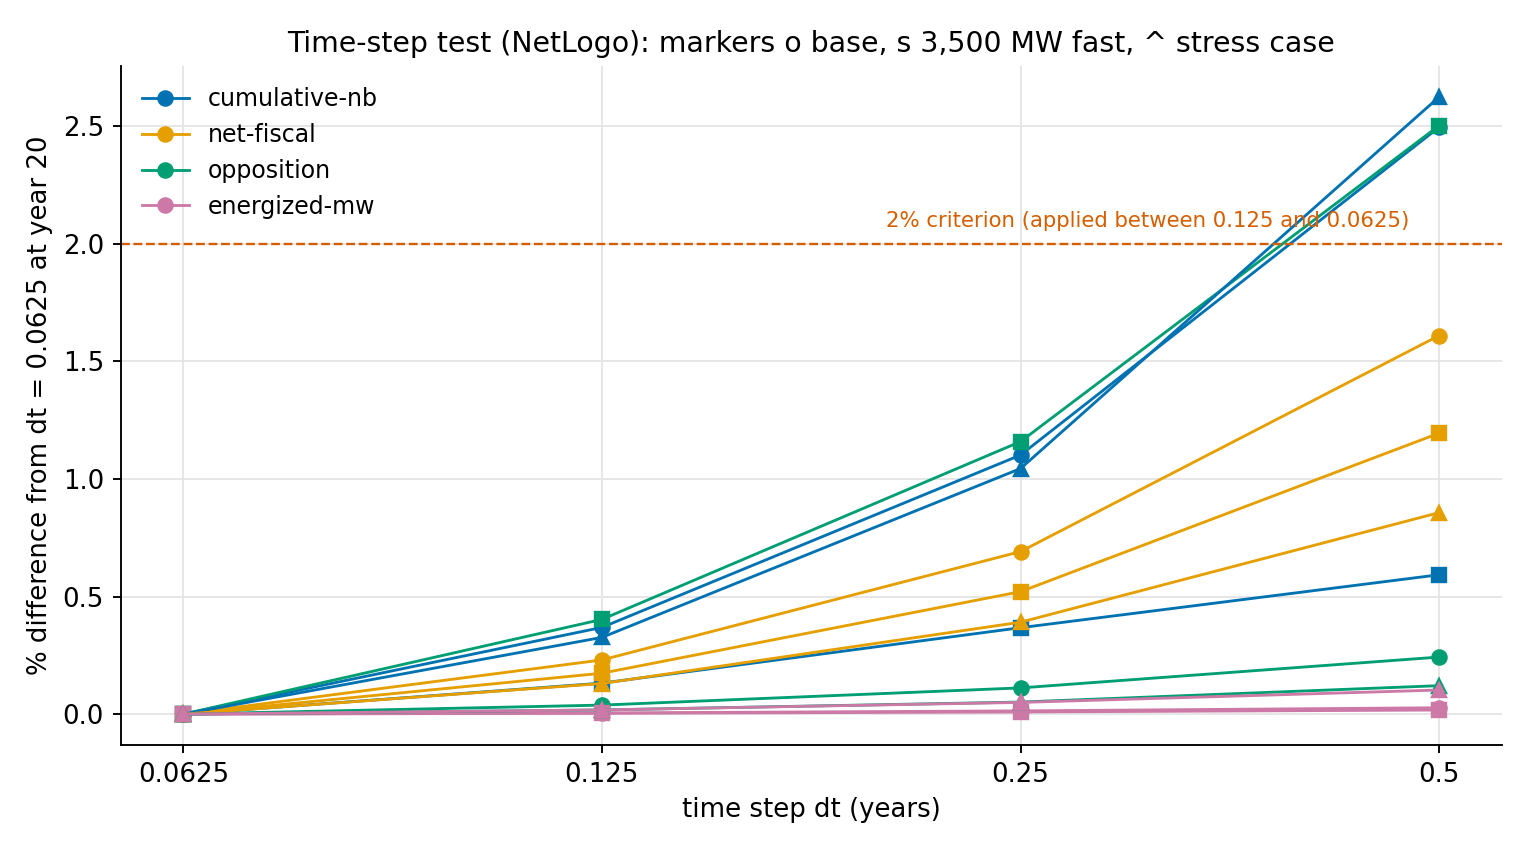 Time-step test (NetLogo): markers o base, s 3,500 MW fast, ^ stress case
cumulative-nb
net-fiscal
opposition
energized-mw
2% criterion (applied between 0.125 and 0.0625)
% difference from dt = 0.0625 at year 20
2.5
2.0
1.5
1.0
0.5
0.0
0.0625
0.125
0.25
0.5
time step dt (years)